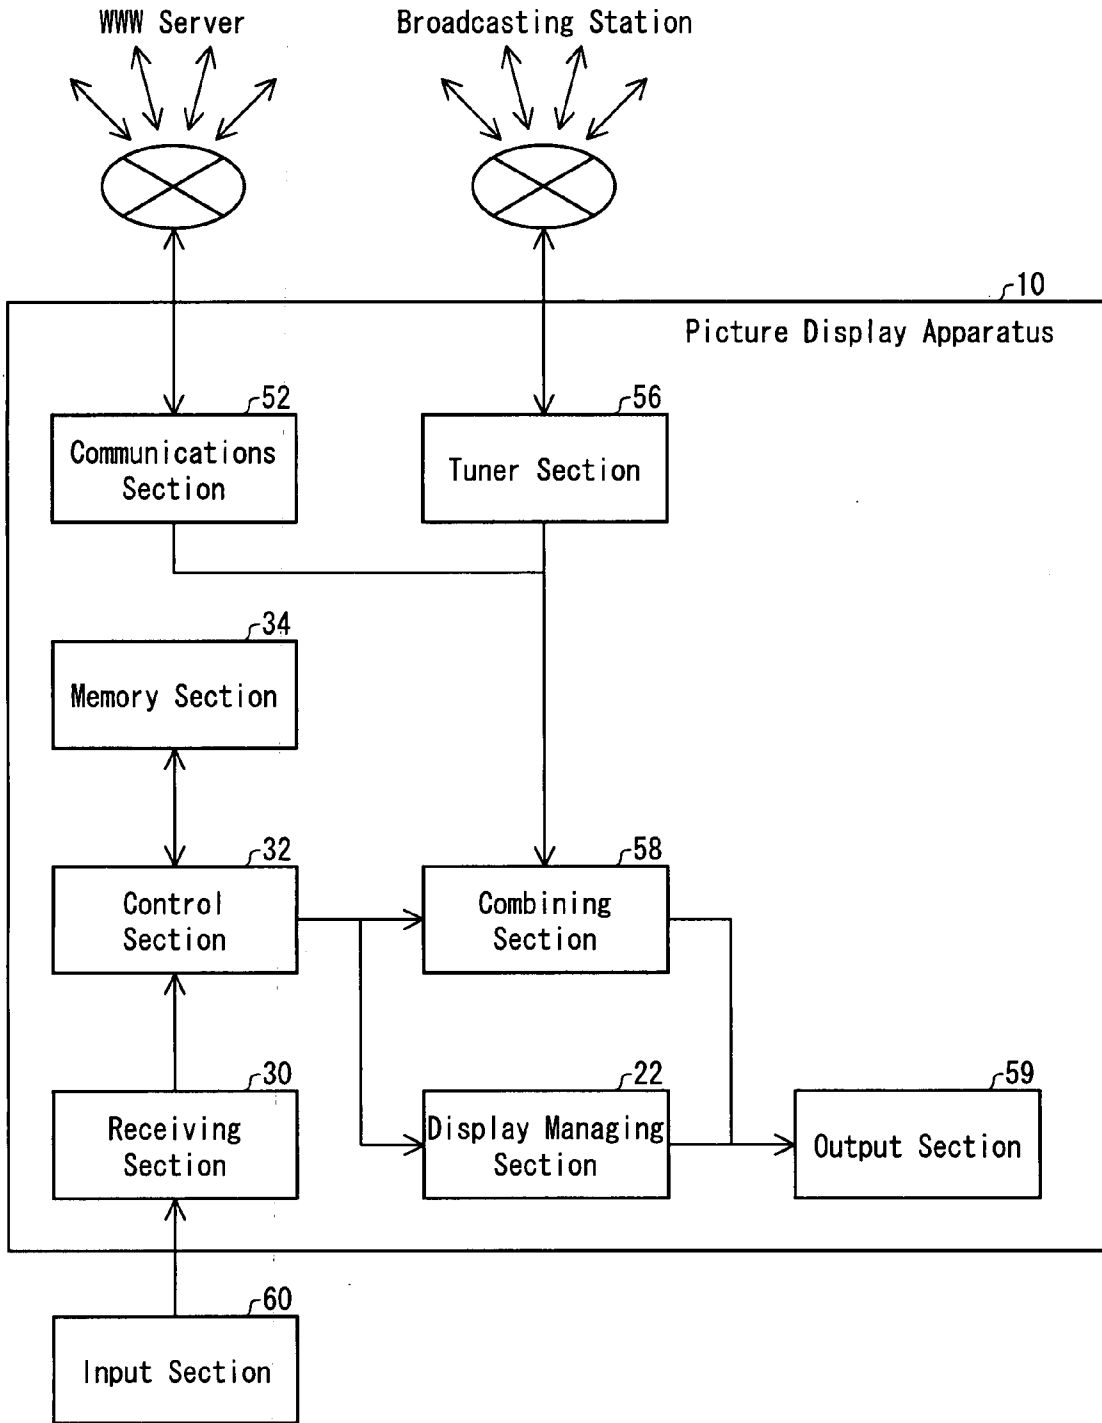 WWW Server
Broadcasting Station
10
Picture Display Apparatus
52
Communications
Section
56
Tuner Section
34
Memory Section
32
Control
Section
58
Combining
Section
30
Receiving
Section
22
Display Managing
Section
59
Output Section
60
Input Section